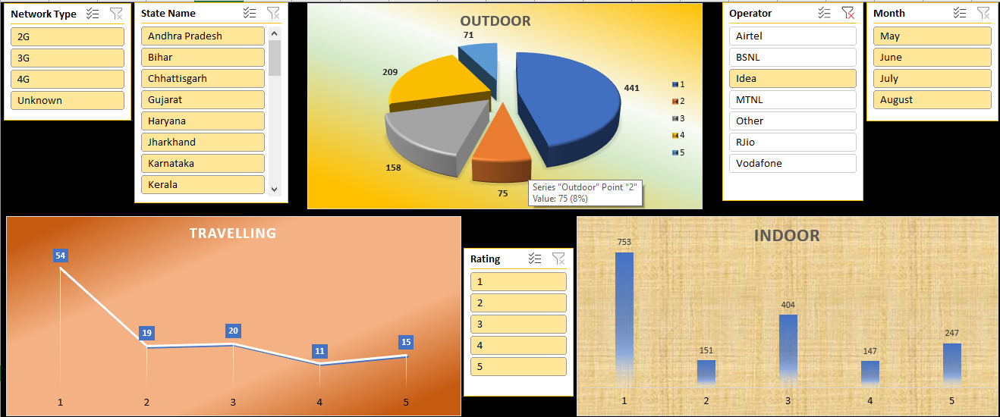 Network Type
2G
3G
4G
Unknown
State Name
Andhra Pradesh
Bihar
Chhattisgarh
Gujarat
Haryana
Jharkhand
Karnataka
Kerala
OUTDOOR
71
209
441
158
75
1
2
3
4
5
Series "Outdoor" Point "2"
Value: 75 (8%)
Operator
Airtel
BSNL
Idea
MTNL
Other
RJio
Vodafone
Month
May
June
July
August
TRAVELLING
54
19
20
11
15
1 2 3 4 5
Rating
1
2
3
4
5
INDOOR
753
151
404
147
247
1 2 3 4 5